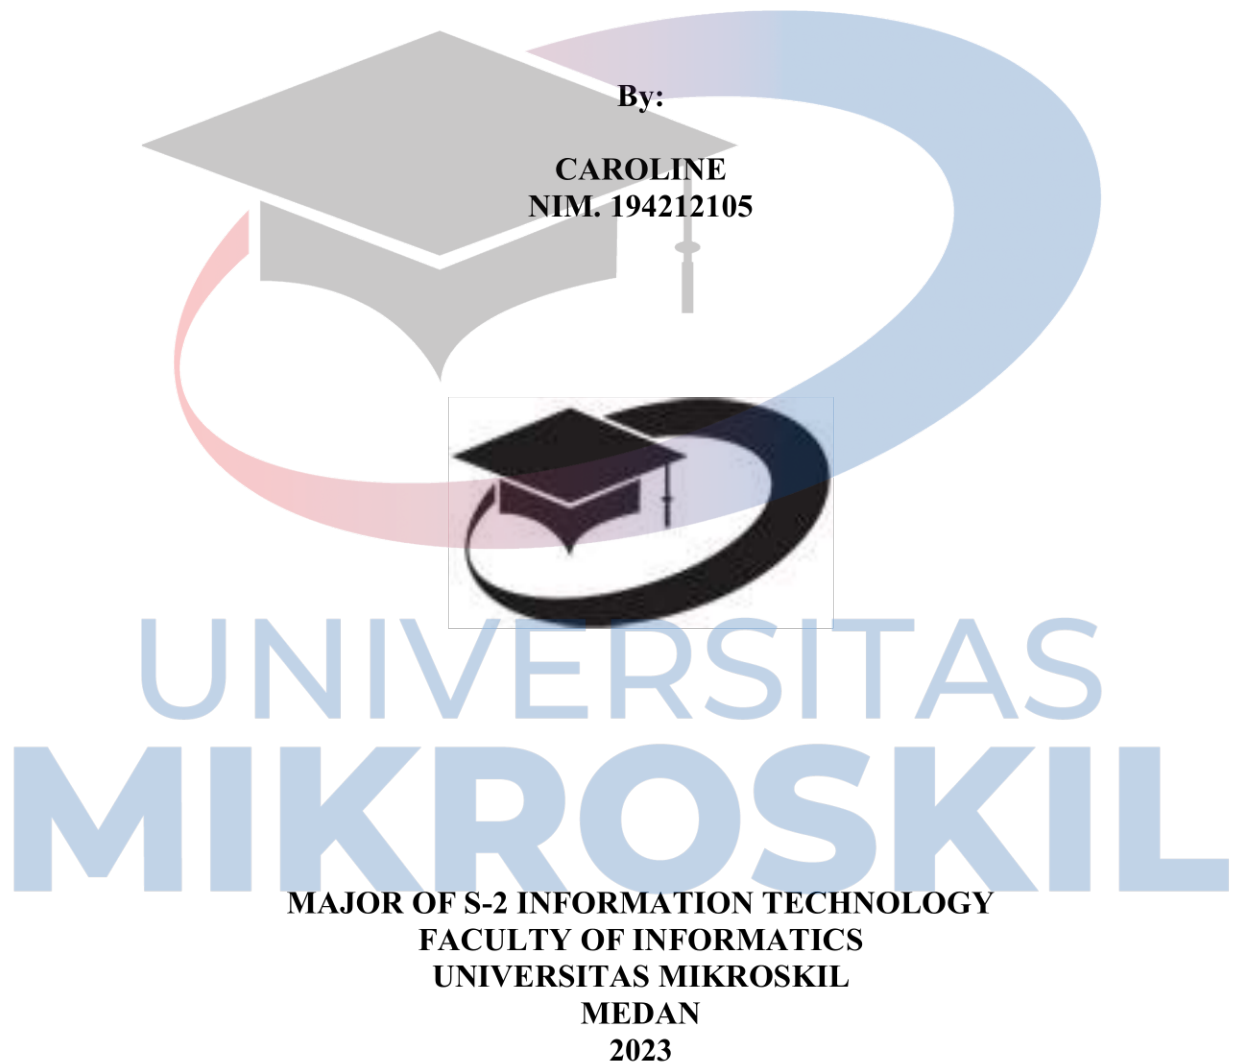 By:
CAROLINE
NIM. 194212105
UNIVERSITAS
MIKROSKIL
MAJOR OF S-2 INFORMATION TECHNOLOGY
FACULTY OF INFORMATICS
UNIVERSITAS MIKROSKIL
MEDAN
2023